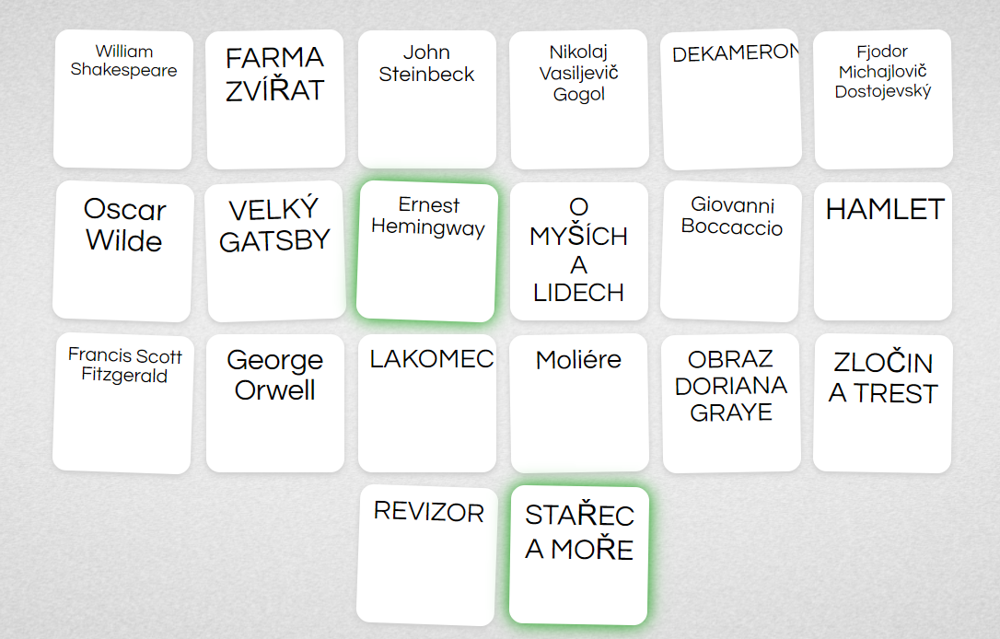 William
Shakespeare
FARMA
ZVÍŘAT
John
Steinbeck
Nikolaj
Vasiljevič
Gogol
DEKAMERON
Fjodor
Michajlovič
Dostojevský
Oscar
Wilde
VELKÝ
GATSBY
Ernest
Hemingway
O
MYŠÍCH
A
LIDECH
Giovanni
Boccaccio
HAMLET
Francis Scott
Fitzgerald
George
Orwell
LAKOMEC
Moliére
OBRAZ
DORIANA
GRAYE
ZLOČIN
A TREST
REVIZOR
STAŘEC
A MOŘE